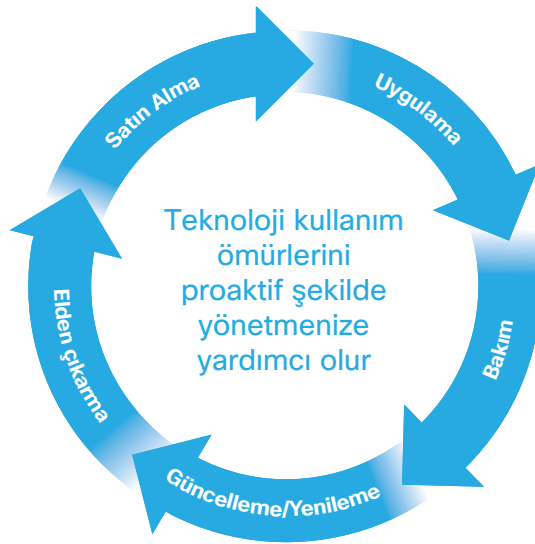 Satın Alma
Uygulama
Bakım
Güncelleme/Yenileme
Elden çıkarma
Teknoloji kullanım
ömürlerini
proaktif şekilde
yönetmenize
yardımcı olur